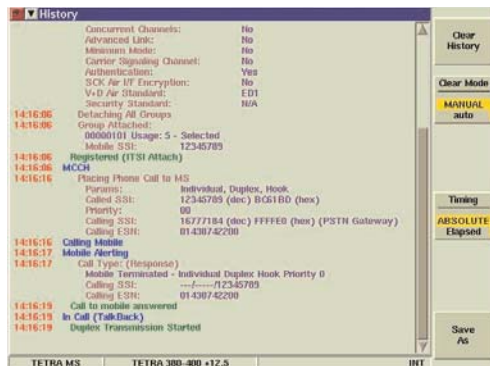 History
Concurrent Channels: No
Advanced Link: No
Minimum Mode: No
Carrier Signaling Channel: No
Authentication: Yes
SCK Air I/F Encryption: No
V+D Air Standard: ED1
Security Standard: N/A
14:16:06 Detaching All Groups
14:16:06 Group Attached:
00000101 Usage: 5 - Selected
Mobile SSI: 12345789
14:16:06 Registered (ITSI Attach)
14:16:06 MCCH
14:16:16 Placing Phone Call to MS
Params: Individual, Duplex, Hook
Called SSI: 12345789 (dec) BC61BD (hex)
Priority: 00
Calling SSI: 16777184 (dec) FFFFE0 (hex) (PSTN Gateway)
Calling ESN: 01438742200
14:16:16 Calling Mobile
14:16:17 Mobile Alerting
14:16:17 Call Type: (Response)
Mobile Terminated - Individual Duplex Hook Priority 0
Calling SSI: ---/-----/12345789
Calling ESN: 01438742200
14:16:19 Call to mobile answered
14:16:19 In Call (TalkBack)
14:16:19 Duplex Transmission Started
Clear
History
Clear Mode
MANUAL
auto
Timing
ABSOLUTE
Elapsed
Save
As
TETRA MS TETRA 380-400 +12.5 INT